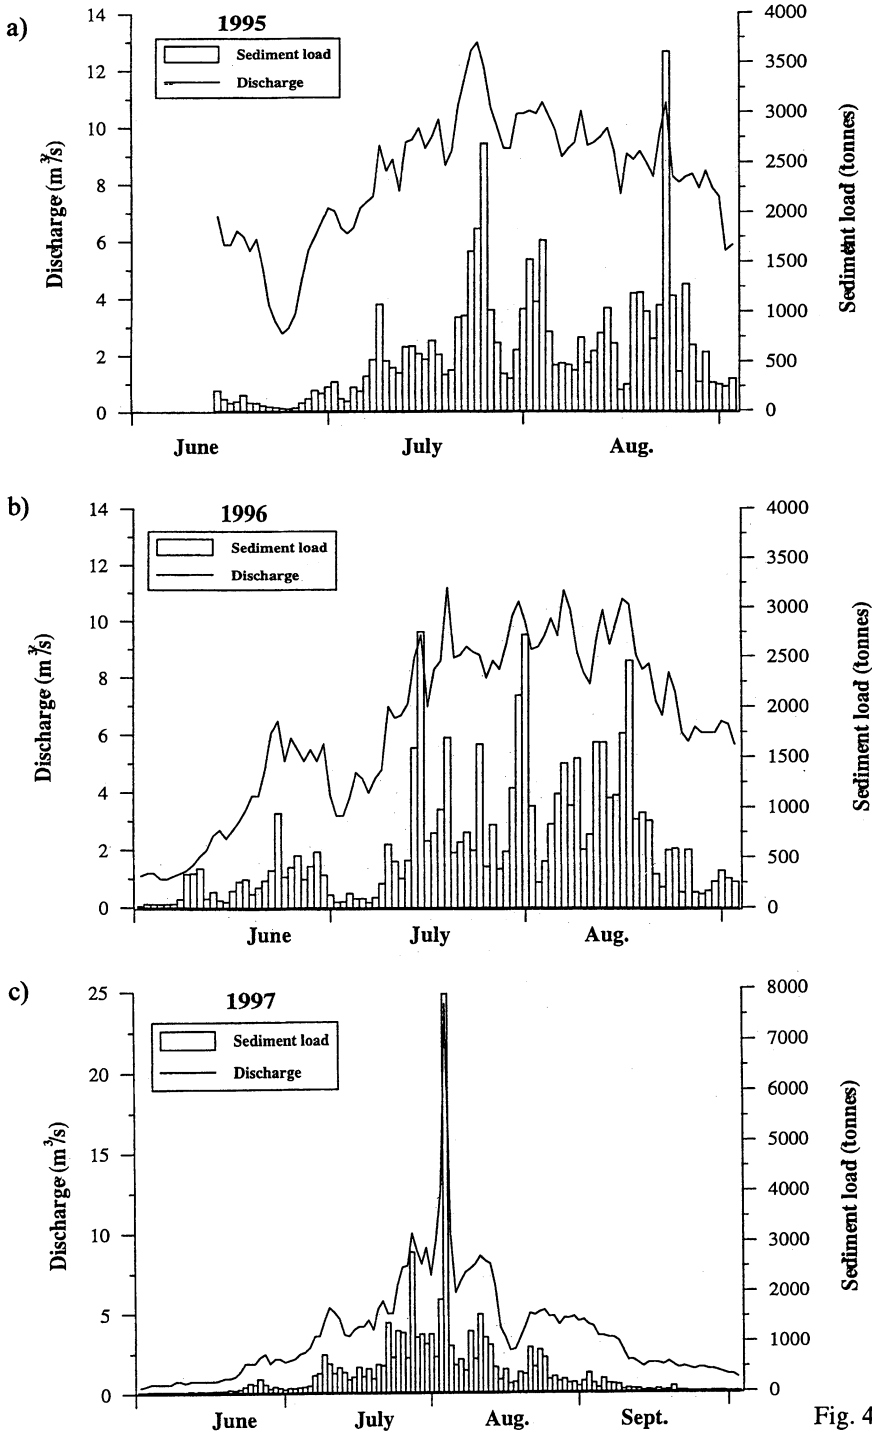 a)
1995
Sediment load
Discharge
14
12
10
8
6
4
2
0
Discharge (m³/s)
4000
3500
3000
2500
2000
1500
1000
500
0
Sediment load (tonnes)
June July Aug.
b)
1996
Sediment load
Discharge
14
12
10
8
6
4
2
0
Discharge (m³/s)
4000
3500
3000
2500
2000
1500
1000
500
0
Sediment load (tonnes)
June July Aug.
c)
1997
Sediment load
Discharge
25
20
15
10
5
0
Discharge (m³/s)
8000
7000
6000
5000
4000
3000
2000
1000
0
Sediment load (tonnes)
June July Aug. Sept.
Fig. 4